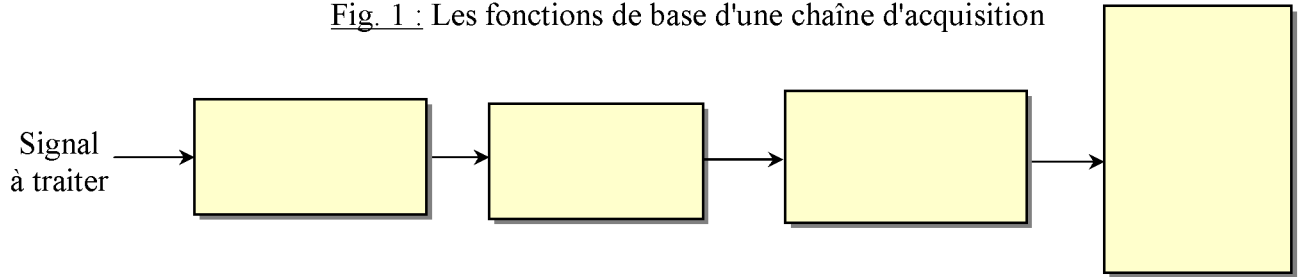 Fig. 1 : Les fonctions de base d'une chaîne d'acquisition
Signal
à traiter